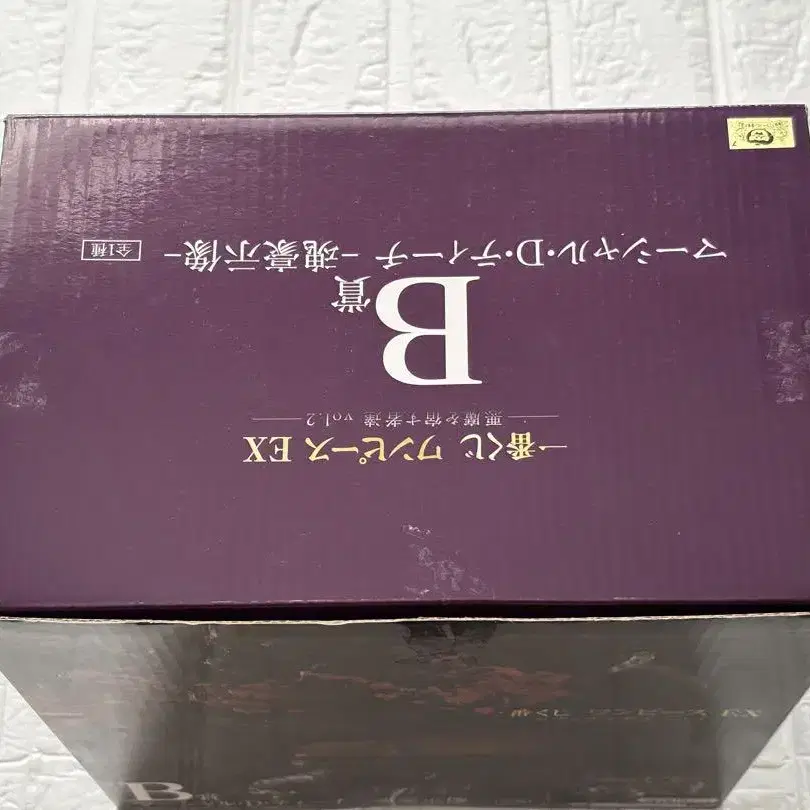 一番くじ ワンピース EX
悪魔を宿す者達 vol.2
B賞
マーシャル・D・ティーチ -魂豪示像- 全1種
B